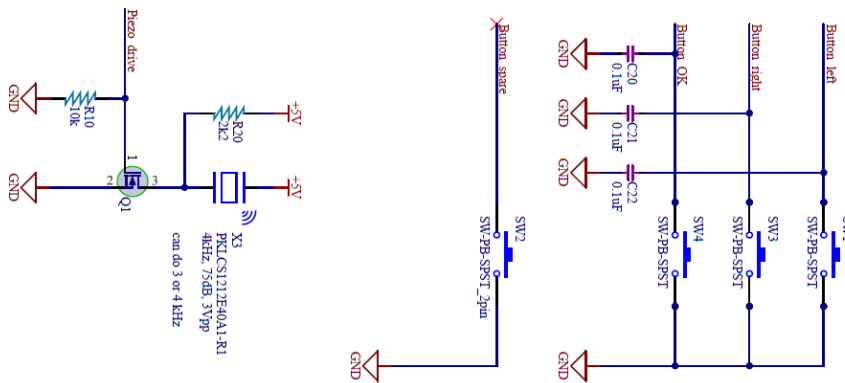 Piezo drive
GND
R10
10k
GND
1
2
3
Q1
+5V
R20
2k2
+5V
X3
PKLCS1212E40A1-R1
4kHz, 75dB, 3Vpp
can do 3 or 4 kHz
Button spare
SW2
SW-PB-SPST_2pin
GND
Button OK
Button right
Button left
GND
C20
0.1uF
GND
C21
0.1uF
GND
C22
0.1uF
SW4
SW-PB-SPST
SW3
SW-PB-SPST
SW-PB-SPST
GND